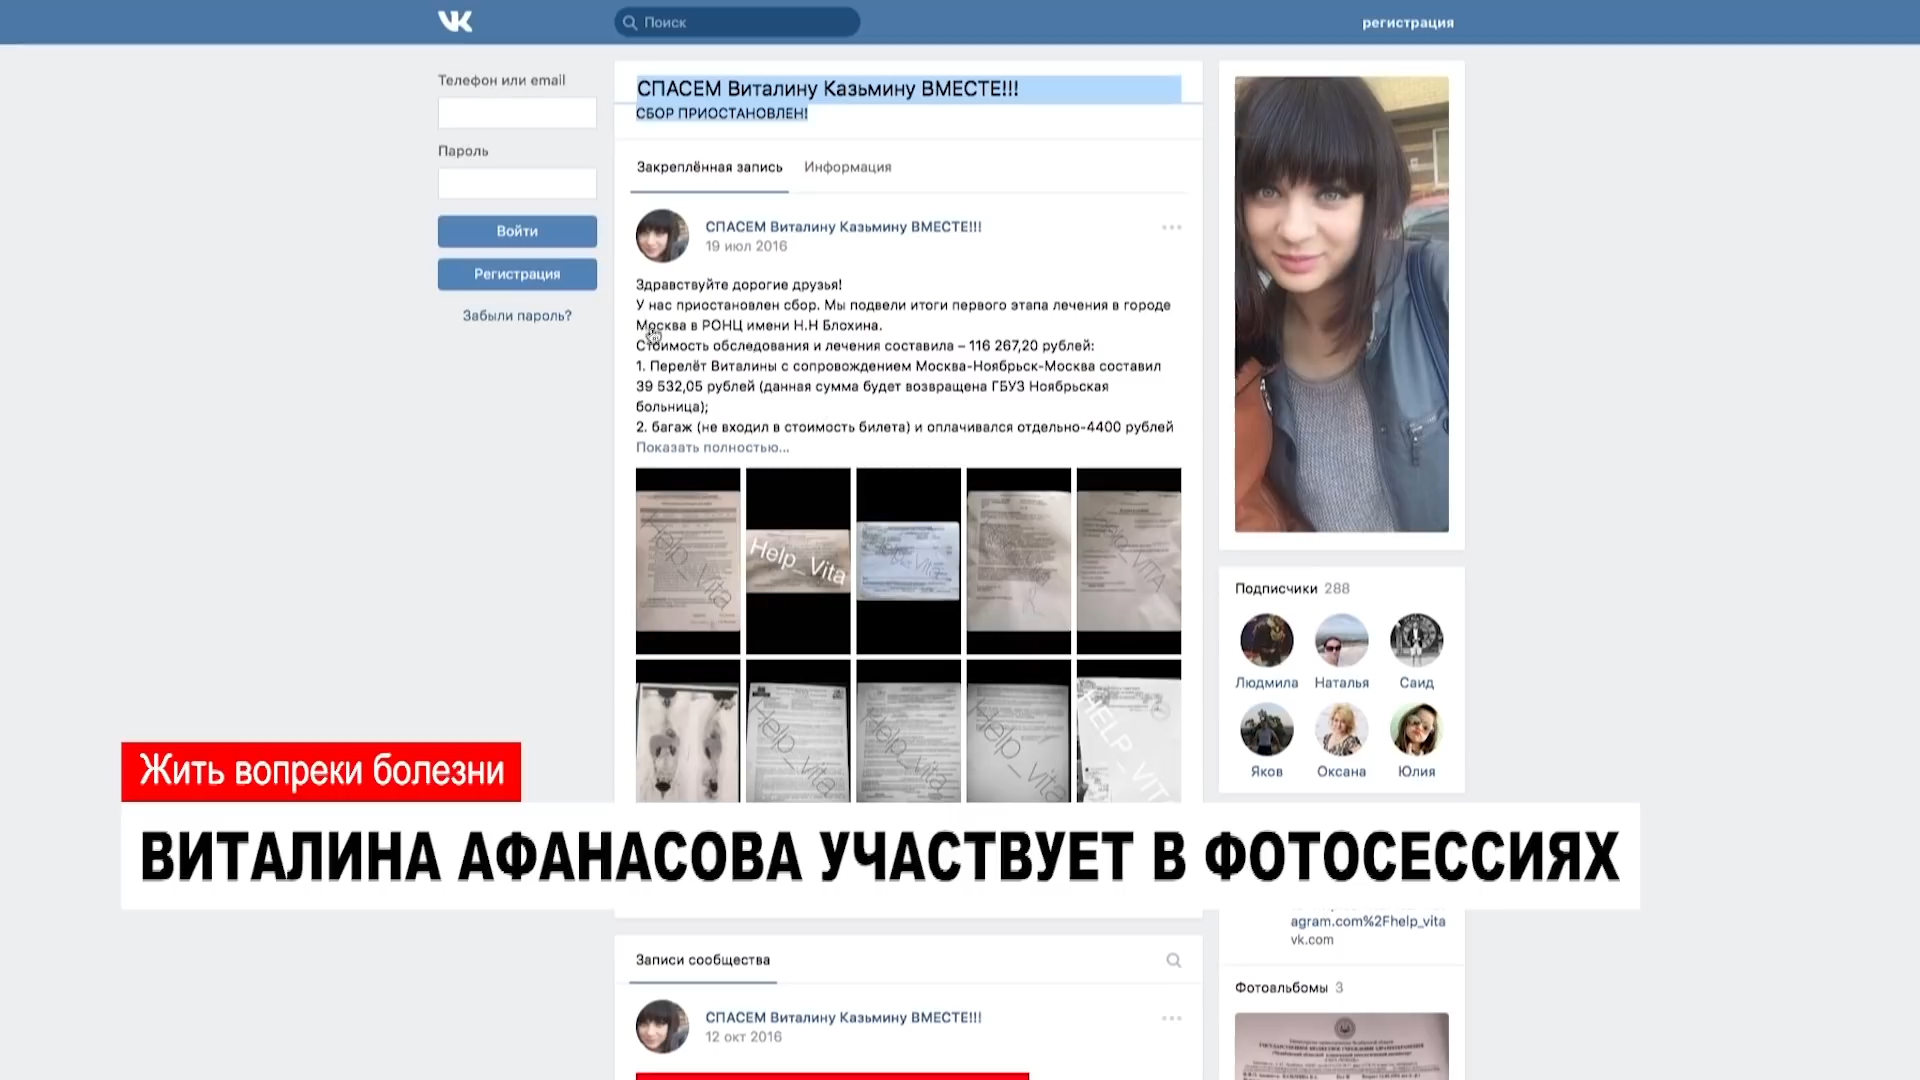 VK
Поиск
регистрация
Телефон или email
Пароль
Войти
Регистрация
Забыли пароль?
СПАСЕМ Виталину Казьмину ВМЕСТЕ!!!
СБОР ПРИОСТАНОВЛЕН!
Закреплённая запись Информация
СПАСЕМ Виталину Казьмину ВМЕСТЕ!!!
19 июл 2016
Здравствуйте дорогие друзья!
У нас приостановлен сбор. Мы подвели итоги первого этапа лечения в городе
Москва в РОНЦ имени Н.Н Блохина.
Стоимость обследования и лечения составила – 116 267,20 рублей:
1. Перелёт Виталины с сопровождением Москва-Ноябрьск-Москва составил
39 532,05 рублей (данная сумма будет возвращена ГБУЗ Ноябрьская
больница);
2. багаж (не входил в стоимость билета) и оплачивался отдельно-4400 рублей
Показать полностью...
Help_Vita
Help_Vita
Help_vita
Help_vita
Help_vita
HELP_VITA
Подписчики 288
Людмила Наталья Саид
Яков Оксана Юлия
Жить вопреки болезни
ВИТАЛИНА АФАНАСОВА УЧАСТВУЕТ В ФОТОСЕССИЯХ
agram.com%2Fhelp_vita
vk.com
Записи сообщества
СПАСЕМ Виталину Казьмину ВМЕСТЕ!!!
12 окт 2016
Фотоальбомы 3